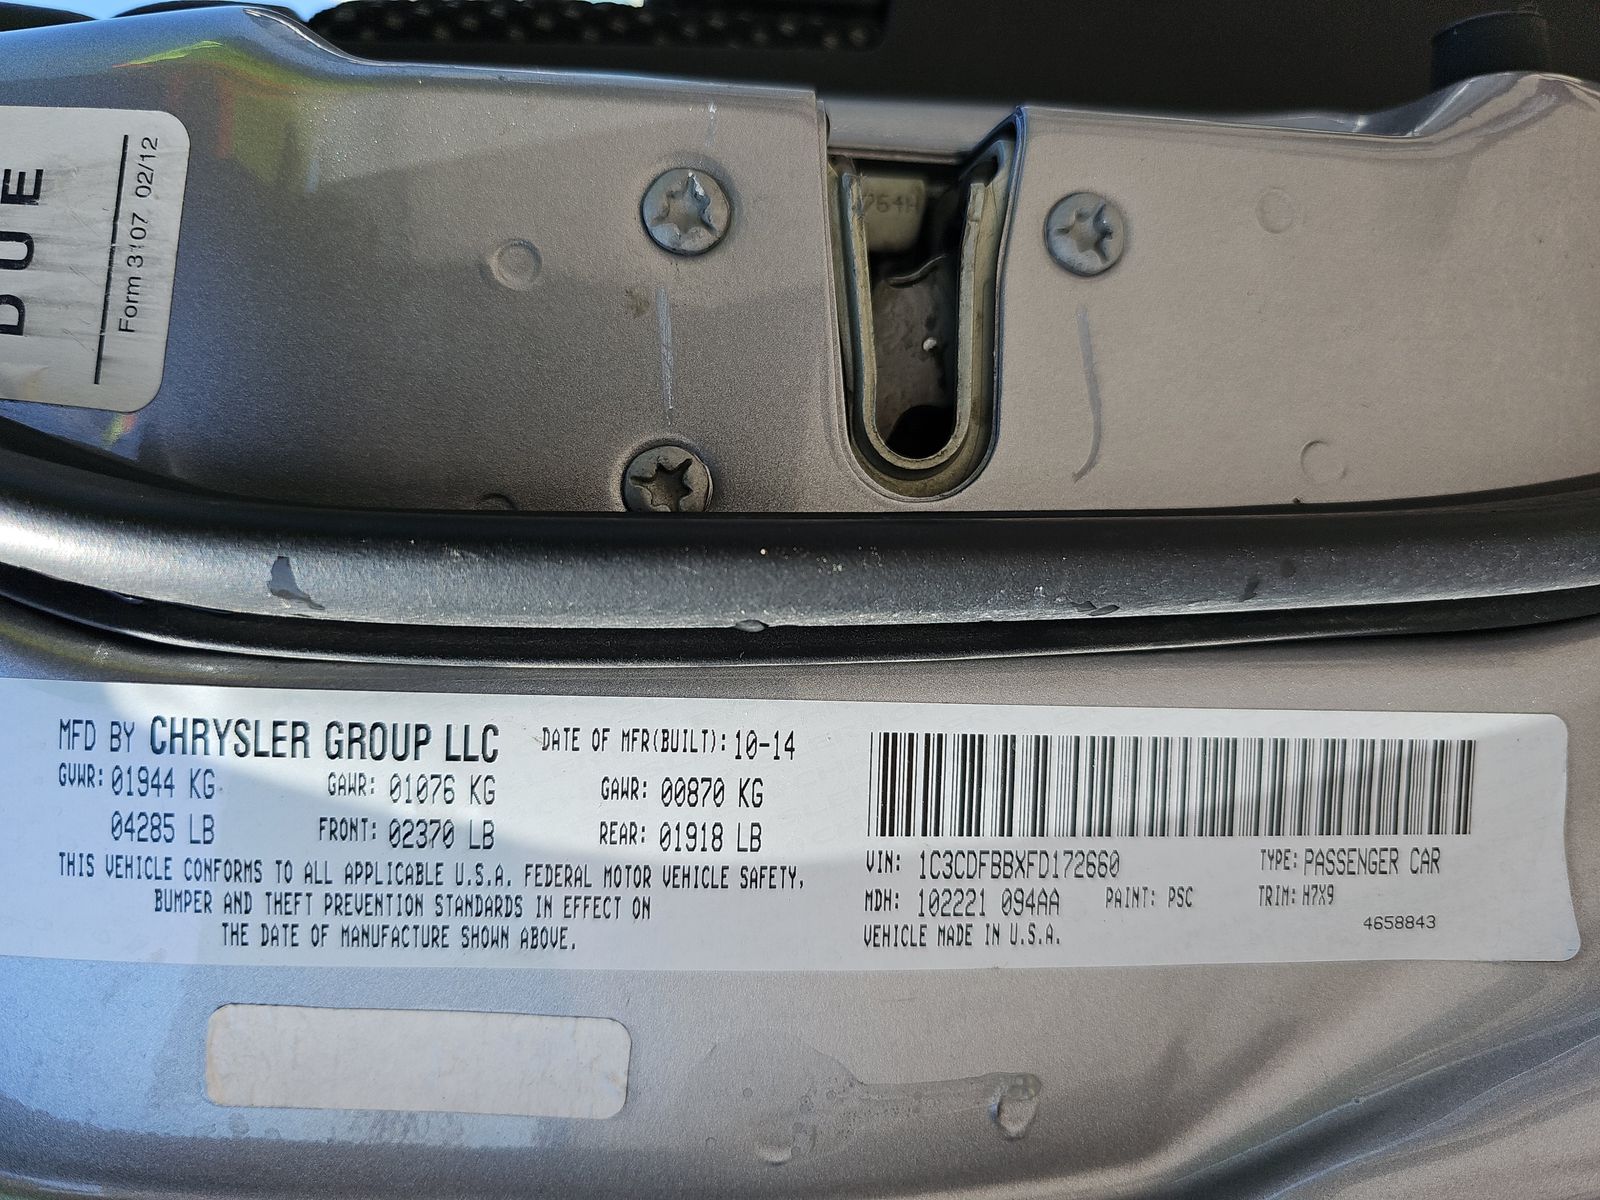 DUE
Form 3107 02/12
MFD BY CHRYSLER GROUP LLC DATE OF MFR(BUILT): 10-14
GVWR: 01944 KG GAWR: 01076 KG GAWR: 00870 KG
04285 LB FRONT: 02370 LB REAR: 01918 LB
THIS VEHICLE CONFORMS TO ALL APPLICABLE U.S.A. FEDERAL MOTOR VEHICLE SAFETY,
BUMPER AND THEFT PREVENTION STANDARDS IN EFFECT ON
THE DATE OF MANUFACTURE SHOWN ABOVE.
VIN: 1C3CDFBBXFD172660 TYPE: PASSENGER CAR
MDH: 102221 094AA PAINT: PSC TRIM: H7X9
4658843
VEHICLE MADE IN U.S.A.